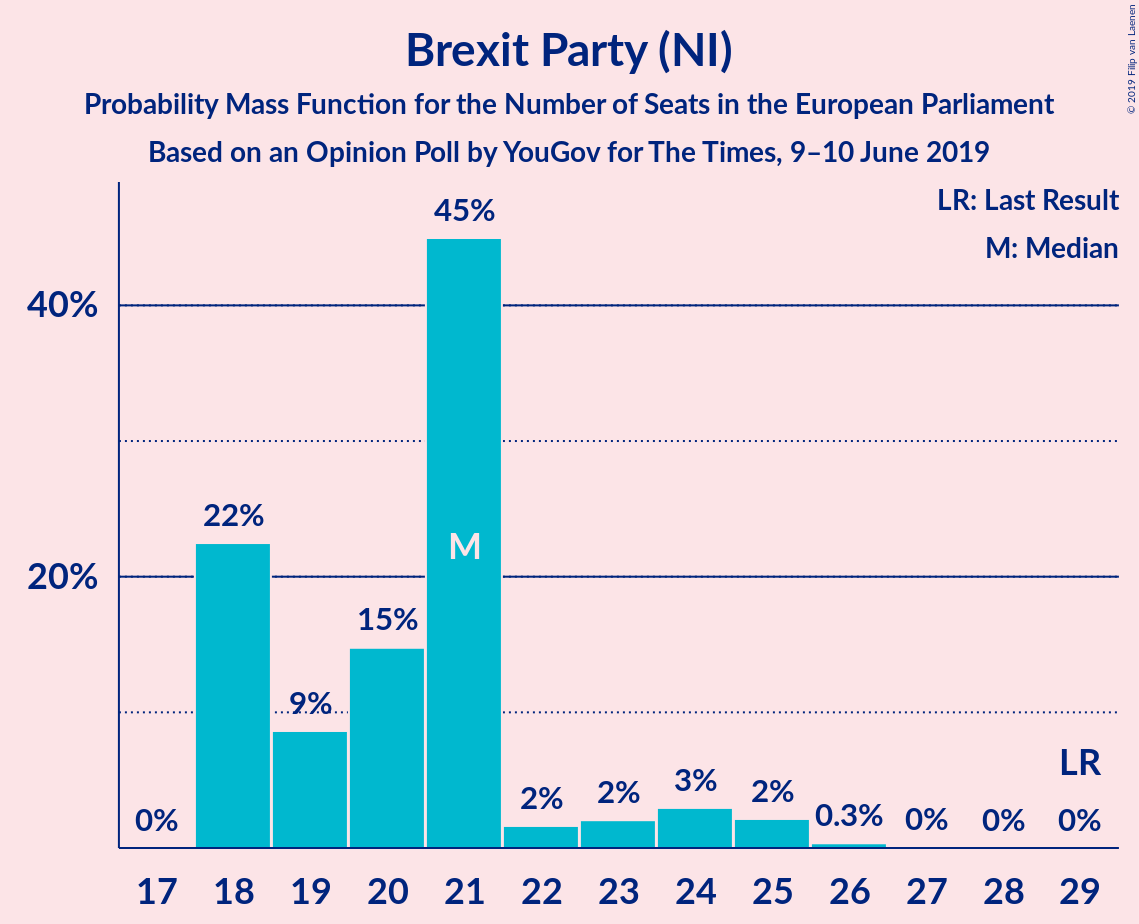 Brexit Party (NI)
Probability Mass Function for the Number of Seats in the European Parliament
Based on an Opinion Poll by YouGov for The Times, 9–10 June 2019
© 2019 Filip van Laenen
LR: Last Result
M: Median
40%
20%
0%
22%
9%
15%
45%
M
2%
2%
3%
2%
0.3%
0%
0%
0%
LR
17 18 19 20 21 22 23 24 25 26 27 28 29